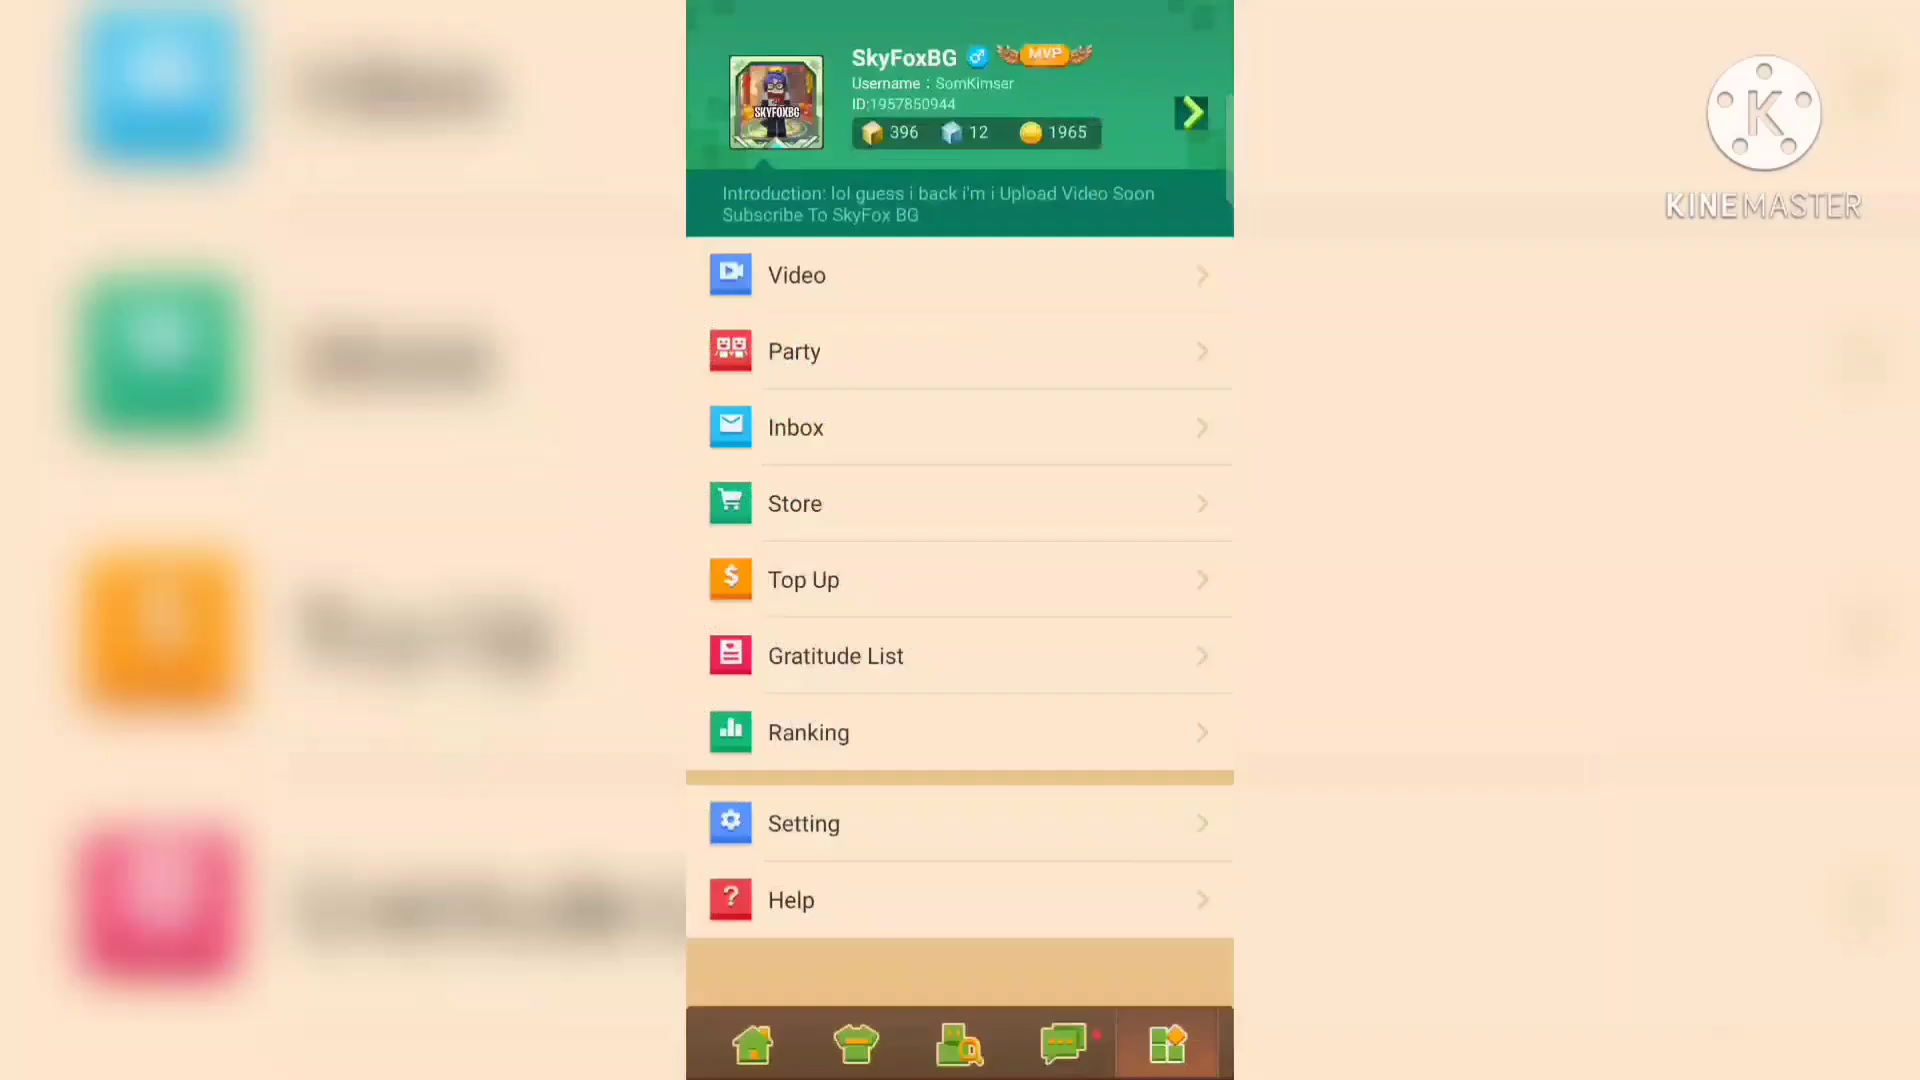 SkyFoxBG
MVP
Username : SomKimser
ID:1957850944
396 12 1965
SKYFOXBG
Introduction: lol guess i back i'm i Upload Video Soon
Subscribe To SkyFox BG
Video
Party
Inbox
Store
Top Up
Gratitude List
Ranking
Setting
Help
K
KINEMASTER